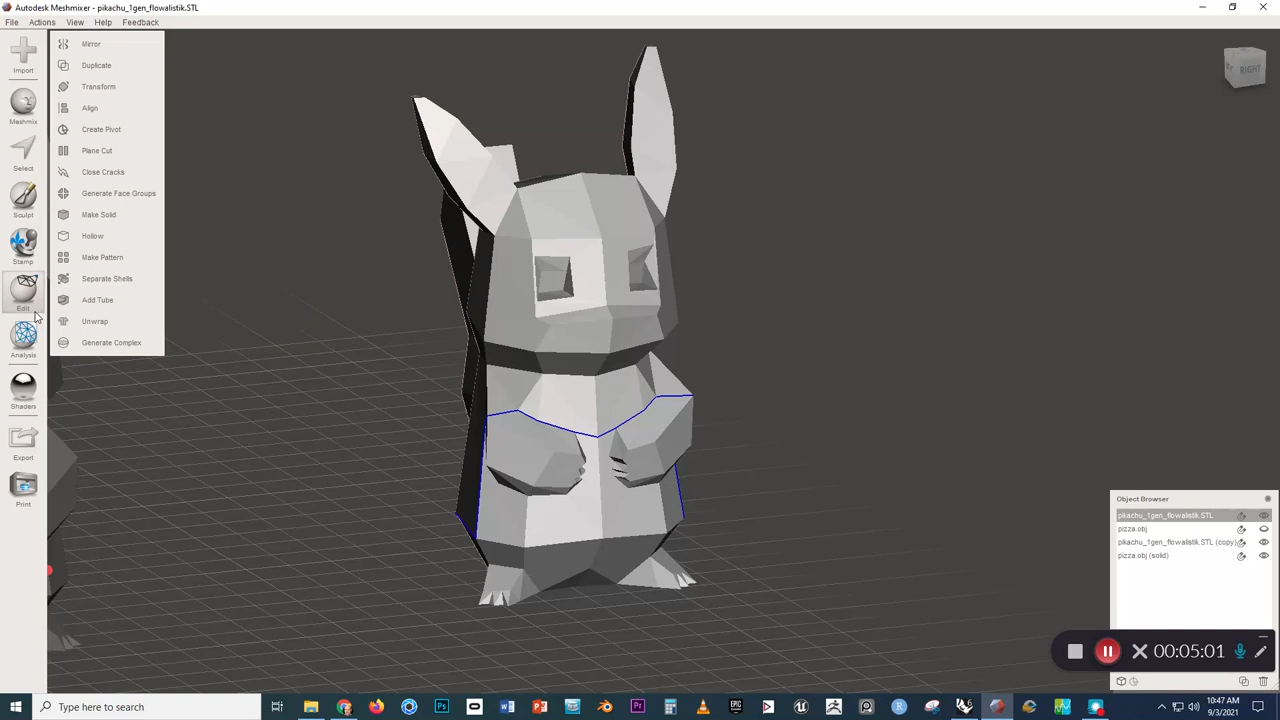 Autodesk Meshmixer - pikachu_1gen_flowalistik.STL
File Actions View Help Feedback
Import
Meshmix
Select
Sculpt
Stamp
Edit
Analysis
Shaders
Export
Print
Mirror
Duplicate
Transform
Align
Create Pivot
Plane Cut
Close Cracks
Generate Face Groups
Make Solid
Hollow
Make Pattern
Separate Shells
Add Tube
Unwrap
Generate Complex
RIGHT
Object Browser
pikachu_1gen_flowalistik.STL
pizza.obj
pikachu_1gen_flowalistik.STL (copy)
pizza.obj (solid)
00:05:01
Type here to search
10:47 AM
9/3/2021